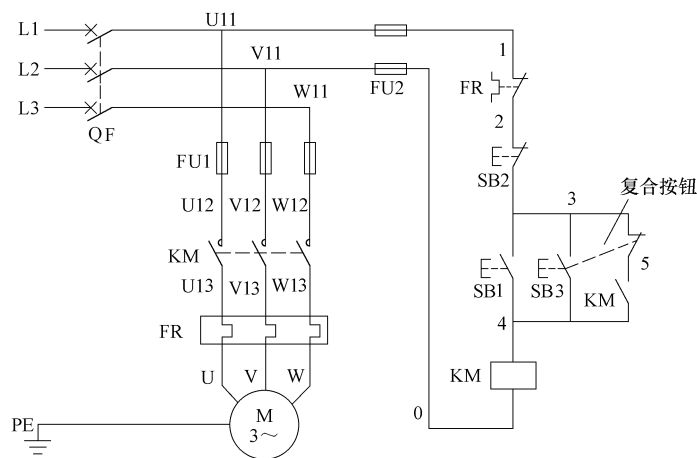 U11
L1
V11
1
L2
W11
FU2
FR
L3
QF
2
FU1
SB2
复合按钮
U12 V12 W12
3
KM
5
U13 V13 W13
SB1 SB3 KM
FR
4
U V W
KM
0
PE
M
3～